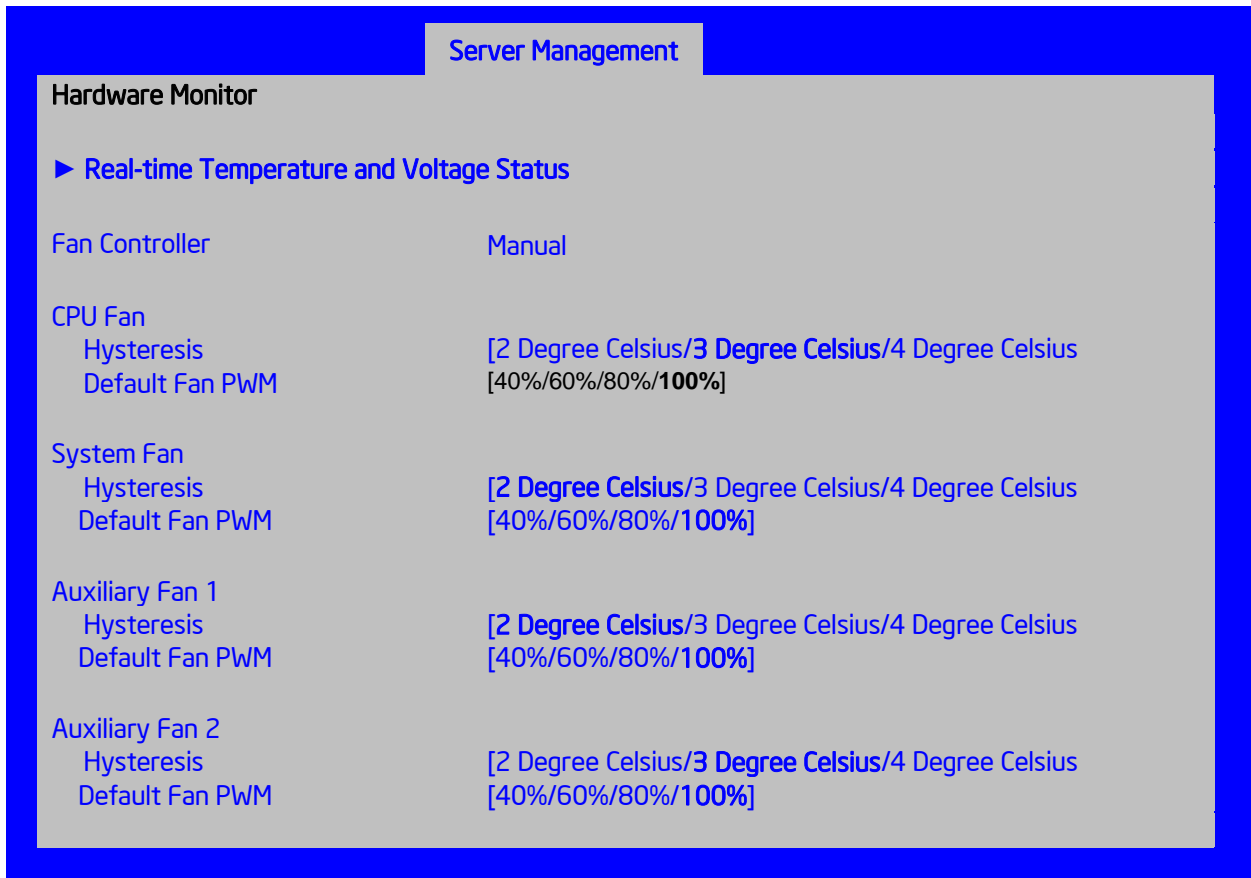 Server Management
Hardware Monitor
► Real-time Temperature and Voltage Status
Fan Controller Manual
CPU Fan
Hysteresis [2 Degree Celsius/3 Degree Celsius/4 Degree Celsius
Default Fan PWM [40%/60%/80%/100%]
System Fan
Hysteresis [2 Degree Celsius/3 Degree Celsius/4 Degree Celsius
Default Fan PWM [40%/60%/80%/100%]
Auxiliary Fan 1
Hysteresis [2 Degree Celsius/3 Degree Celsius/4 Degree Celsius
Default Fan PWM [40%/60%/80%/100%]
Auxiliary Fan 2
Hysteresis [2 Degree Celsius/3 Degree Celsius/4 Degree Celsius
Default Fan PWM [40%/60%/80%/100%]